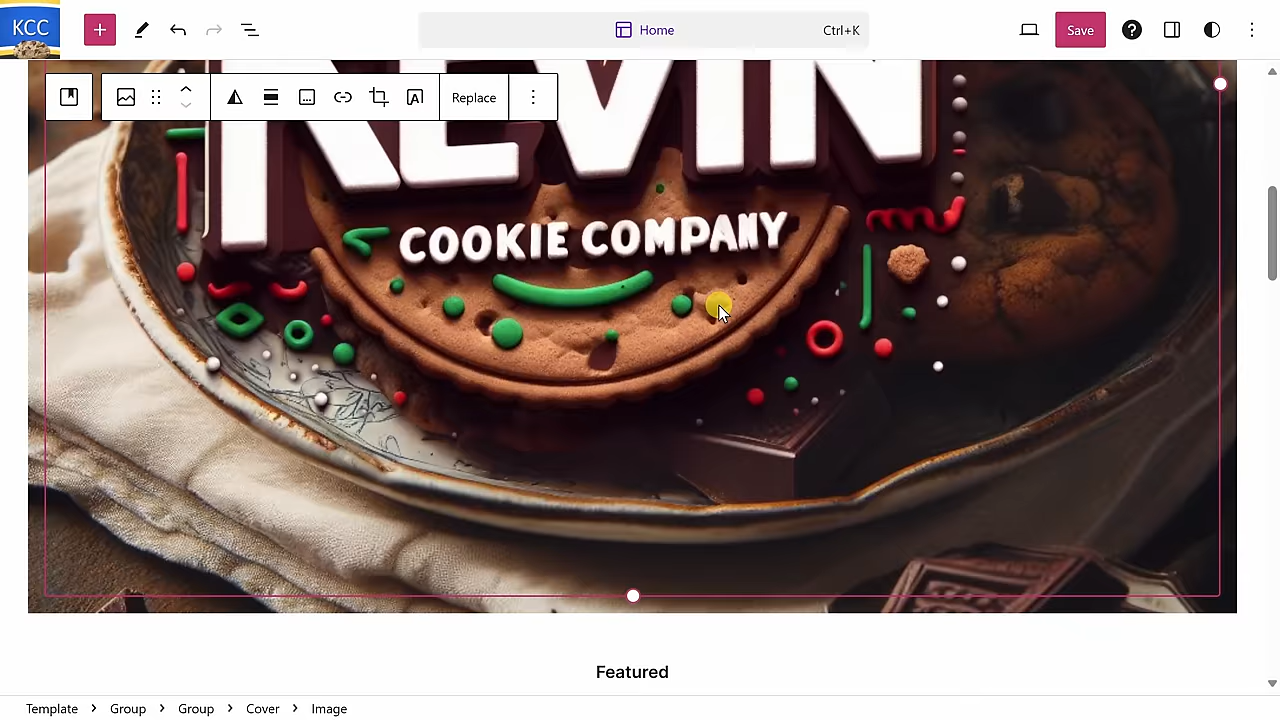 KCC
Home
Ctrl+K
Save
Replace
KEVIN
COOKIE COMPANY
Featured
Template
Group
Group
Cover
Image